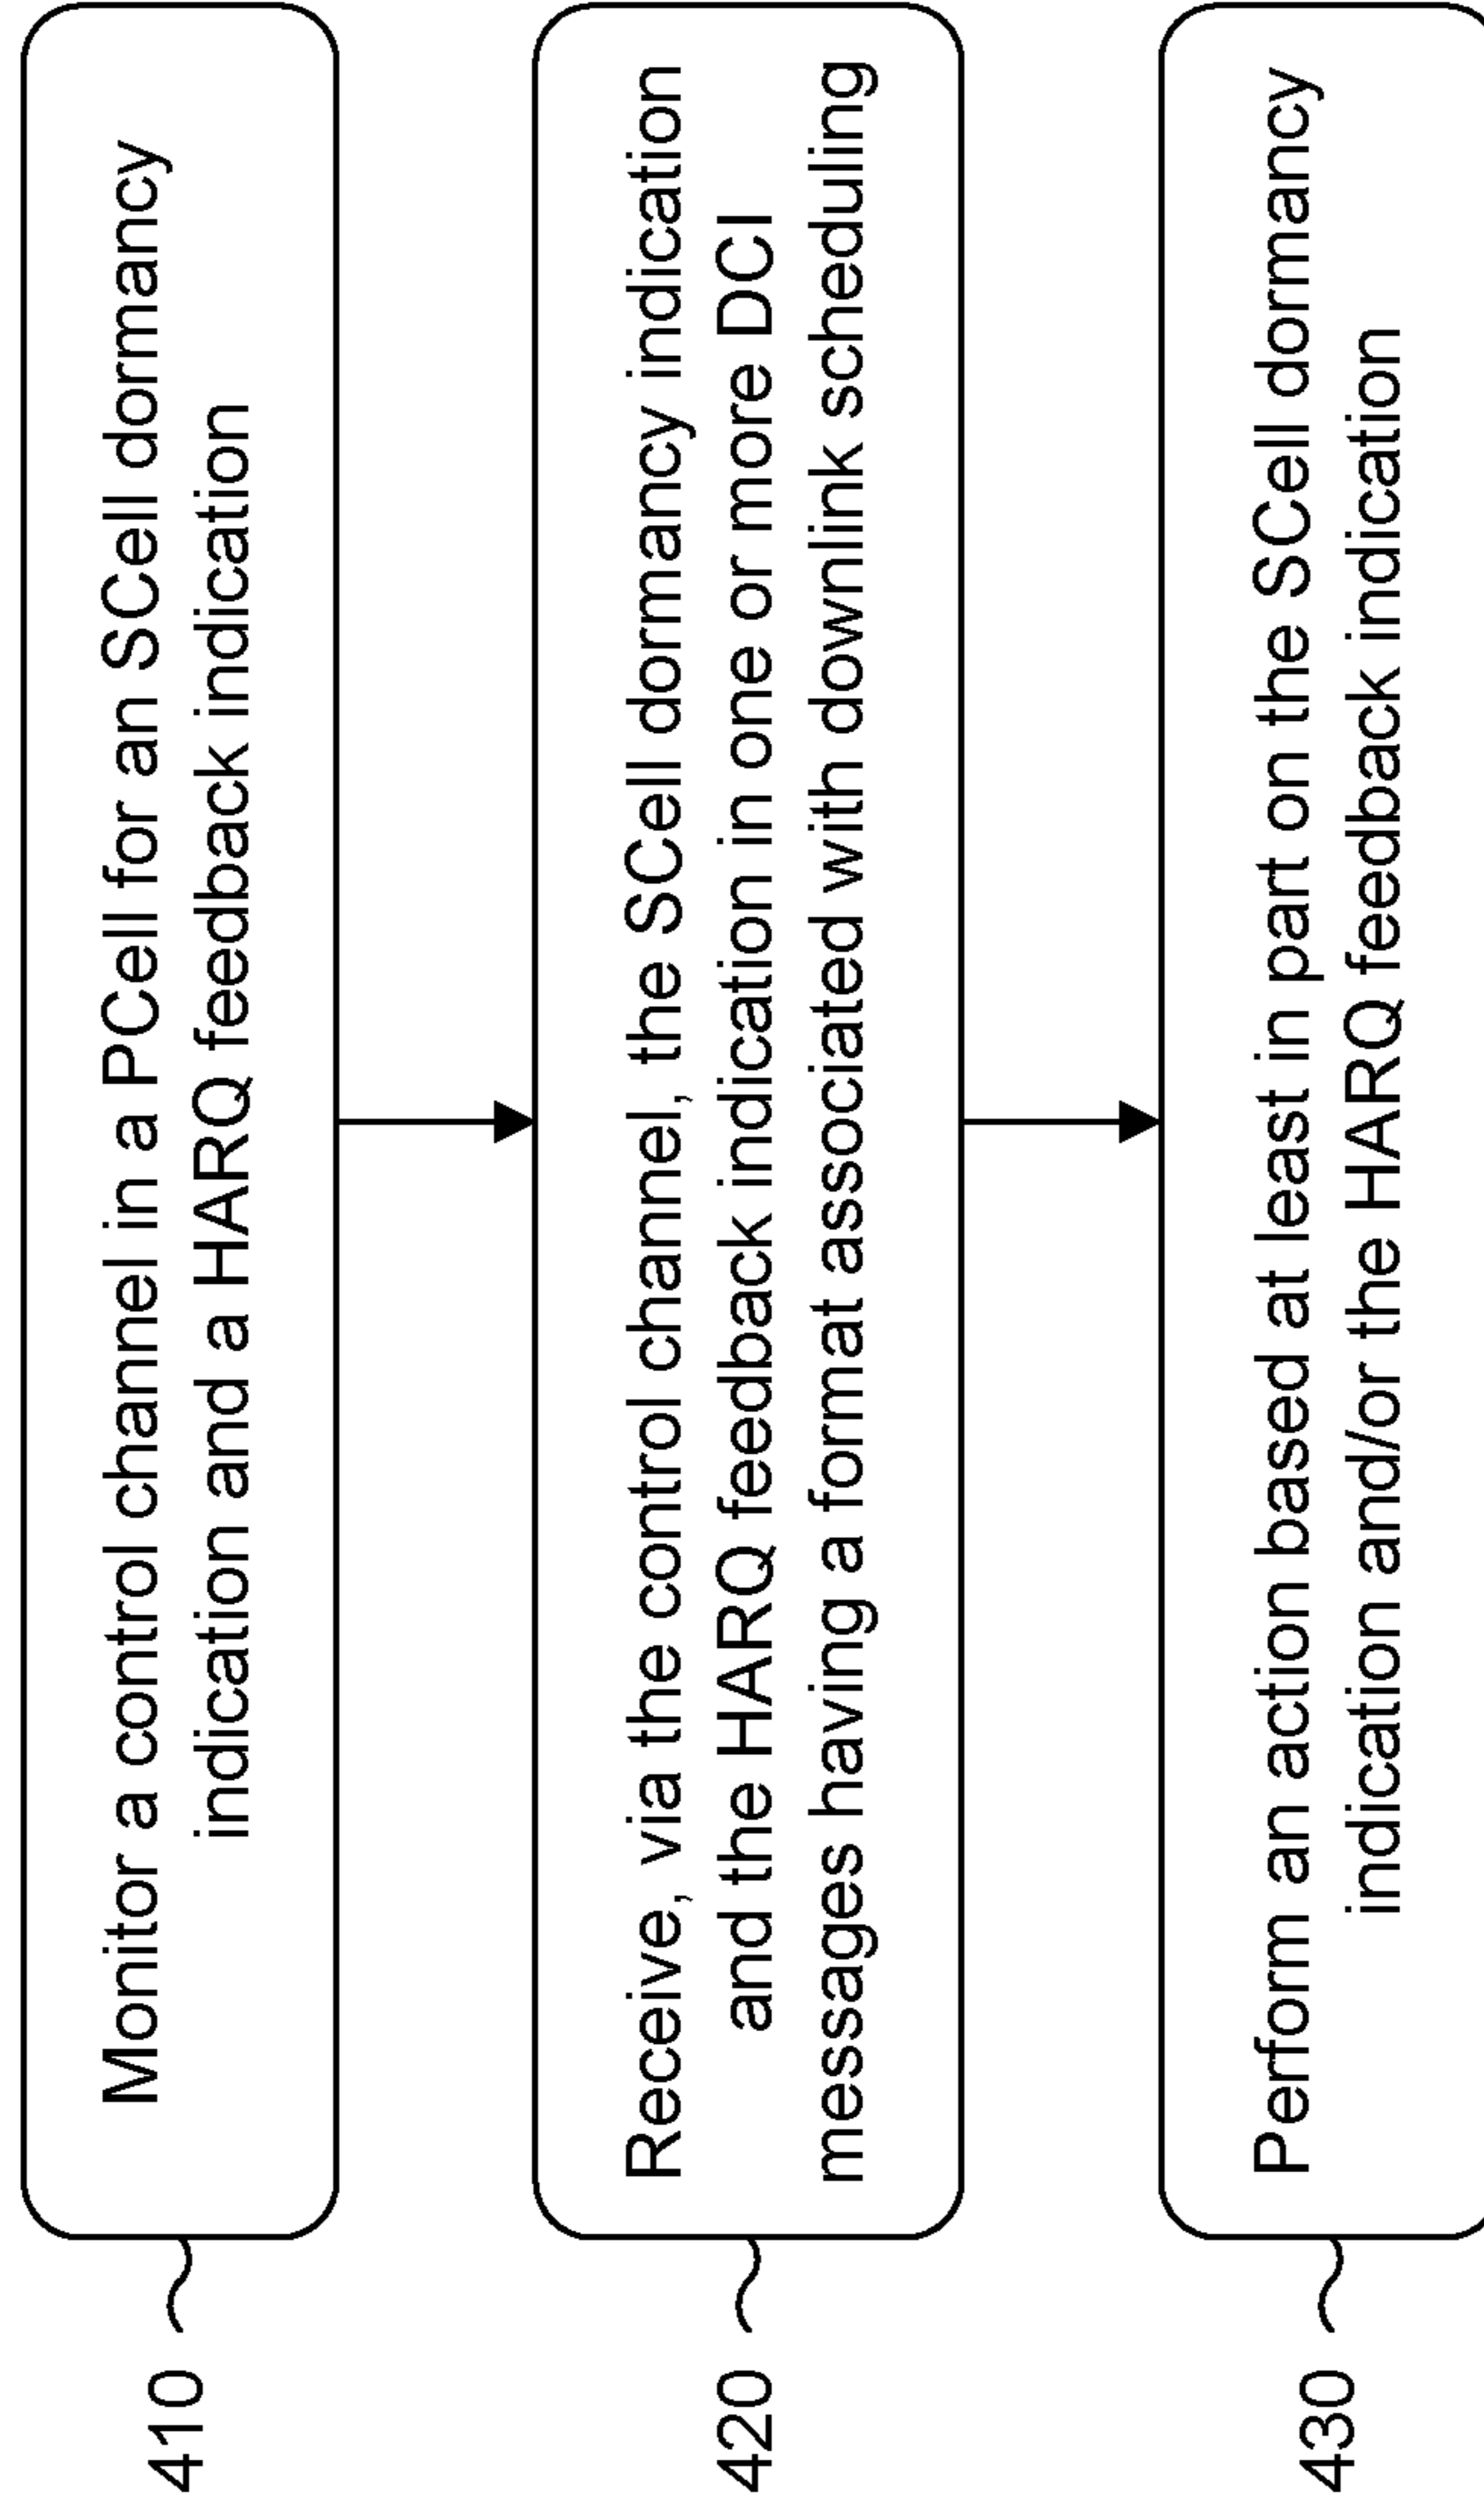 410
Monitor a control channel in a PCell for an SCell dormancy
indication and a HARQ feedback indication
420
Receive, via the control channel, the SCell dormancy indication
and the HARQ feedback indication in one or more DCI
messages having a format associated with downlink scheduling
430
Perform an action based at least in part on the SCell dormancy
indication and/or the HARQ feedback indication